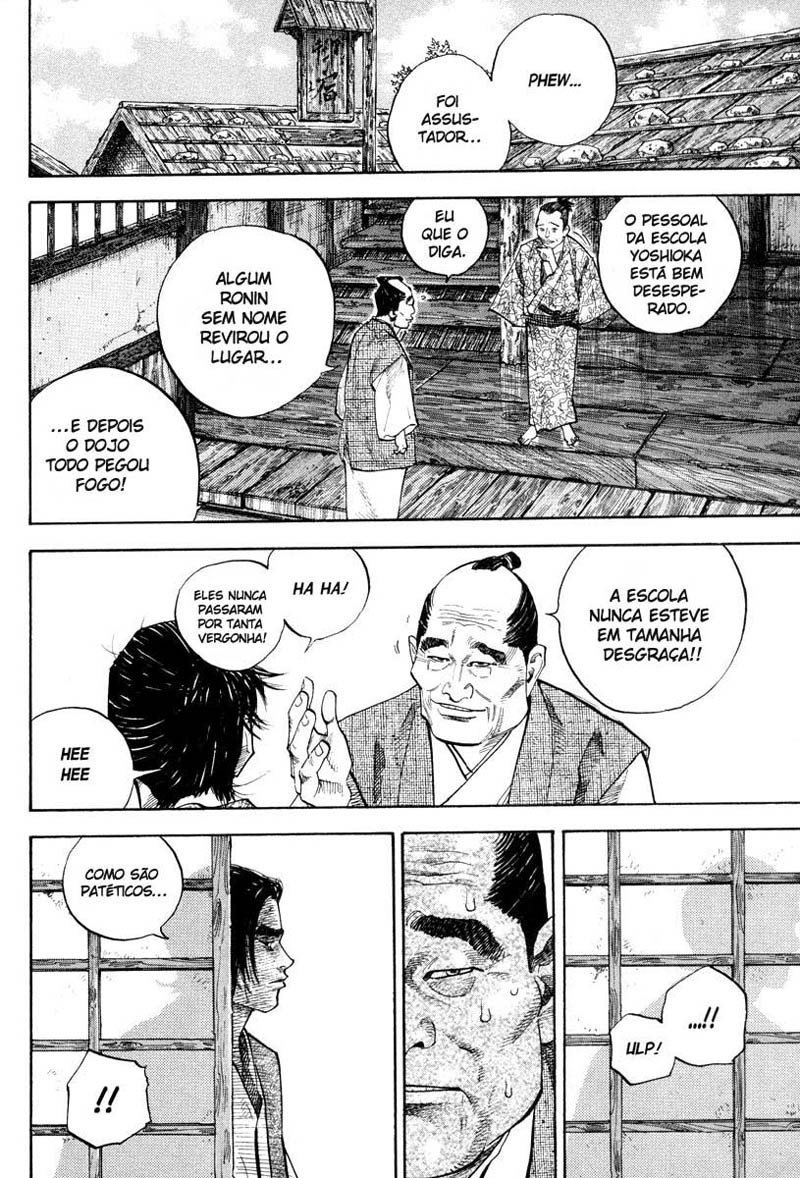 PHEW...
FOI
ASSUS-
TADOR...
御宿
O PESSOAL
DA ESCOLA
YOSHIOKA
ESTÁ BEM
DESESPE-
RADO.
EU
QUE O
DIGA.
ALGUM
RONIN
SEM NOME
REVIROU O
LUGAR...
...E DEPOIS
O DOJO
TODO PEGOU
FOGO!
A ESCOLA
NUNCA ESTEVE
EM TAMANHA
DESGRAÇA!!
HA HA!
ELES NUNCA
PASSARAM
POR TANTA
VERGONHA!
HEE
HEE
....!!
ULP!
COMO SÃO
PATÉTICOS...
!!